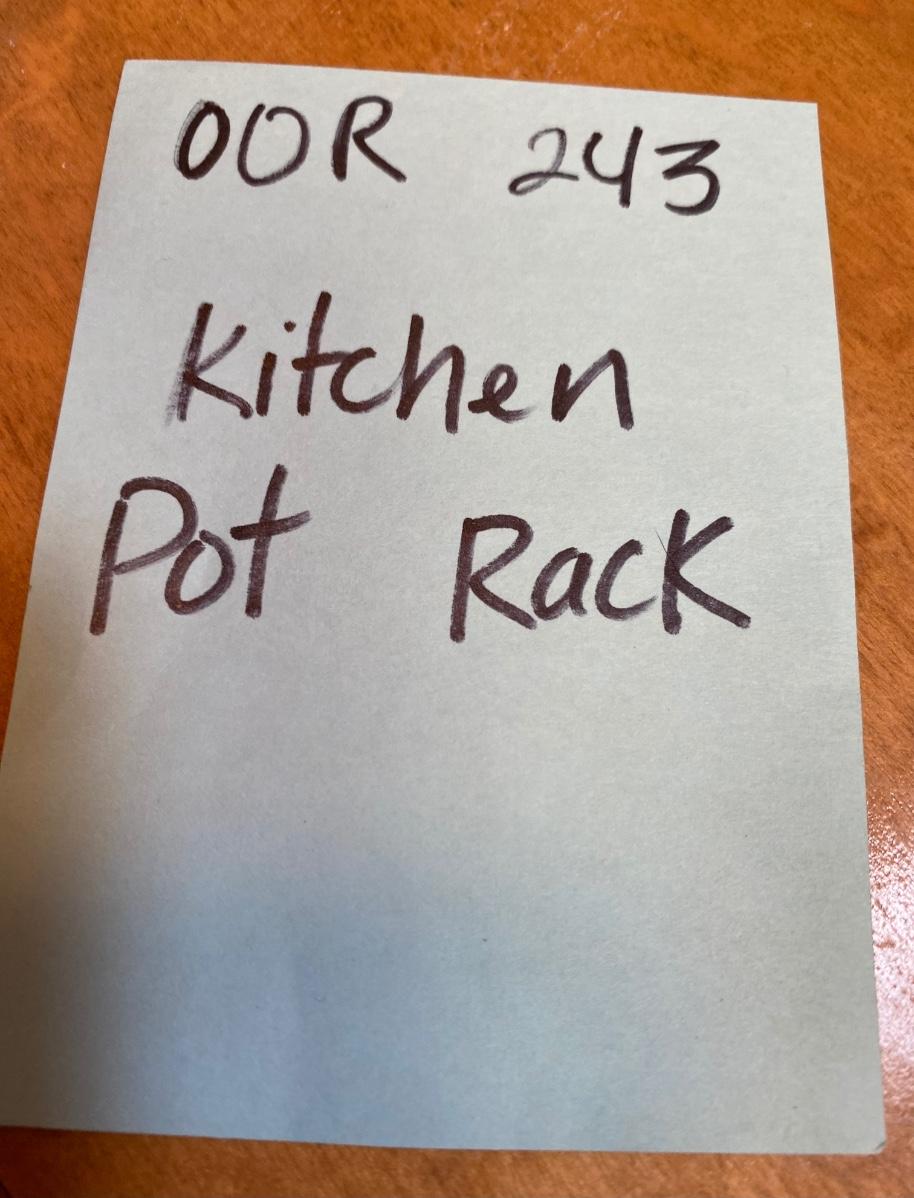 OOR 243
Kitchen
Pot Rack